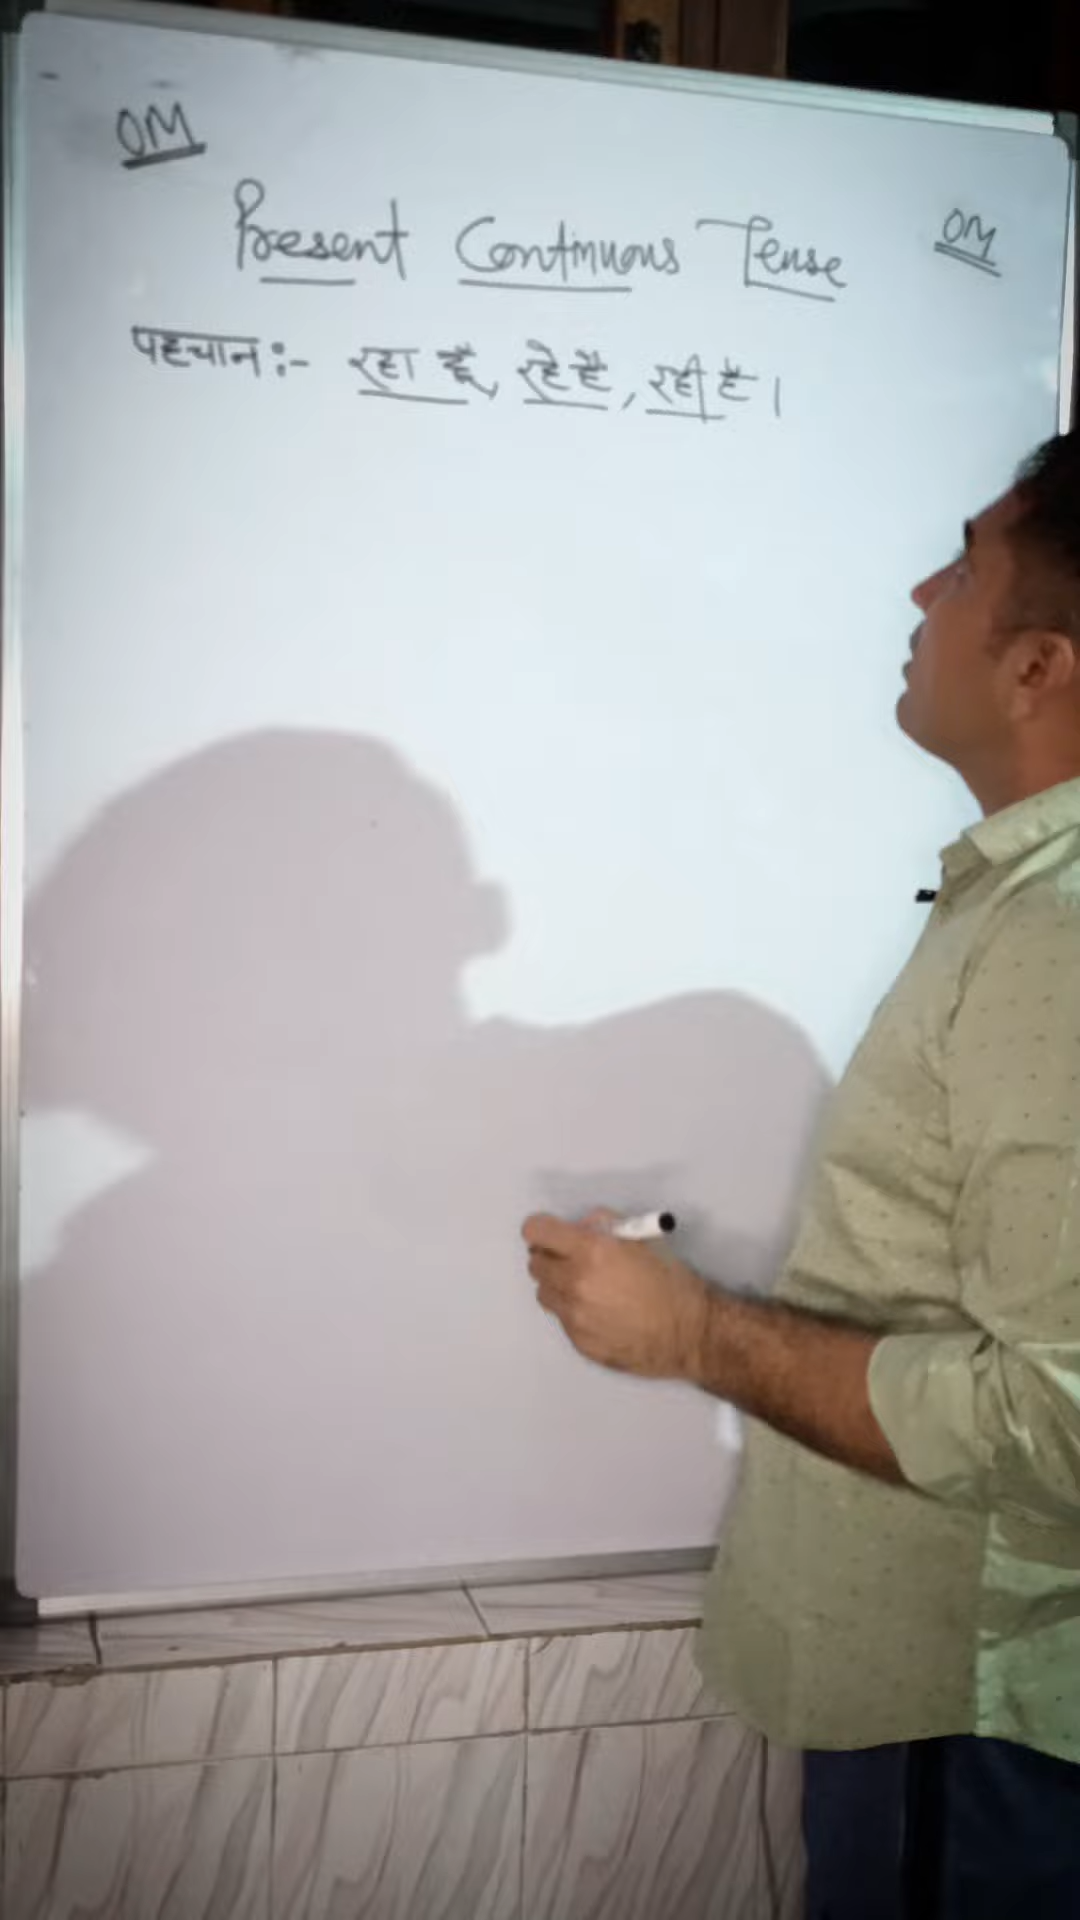 OM
Present Continuous Tense
OM
पहचान :- रहा हूँ, रहे हैं, रही है।